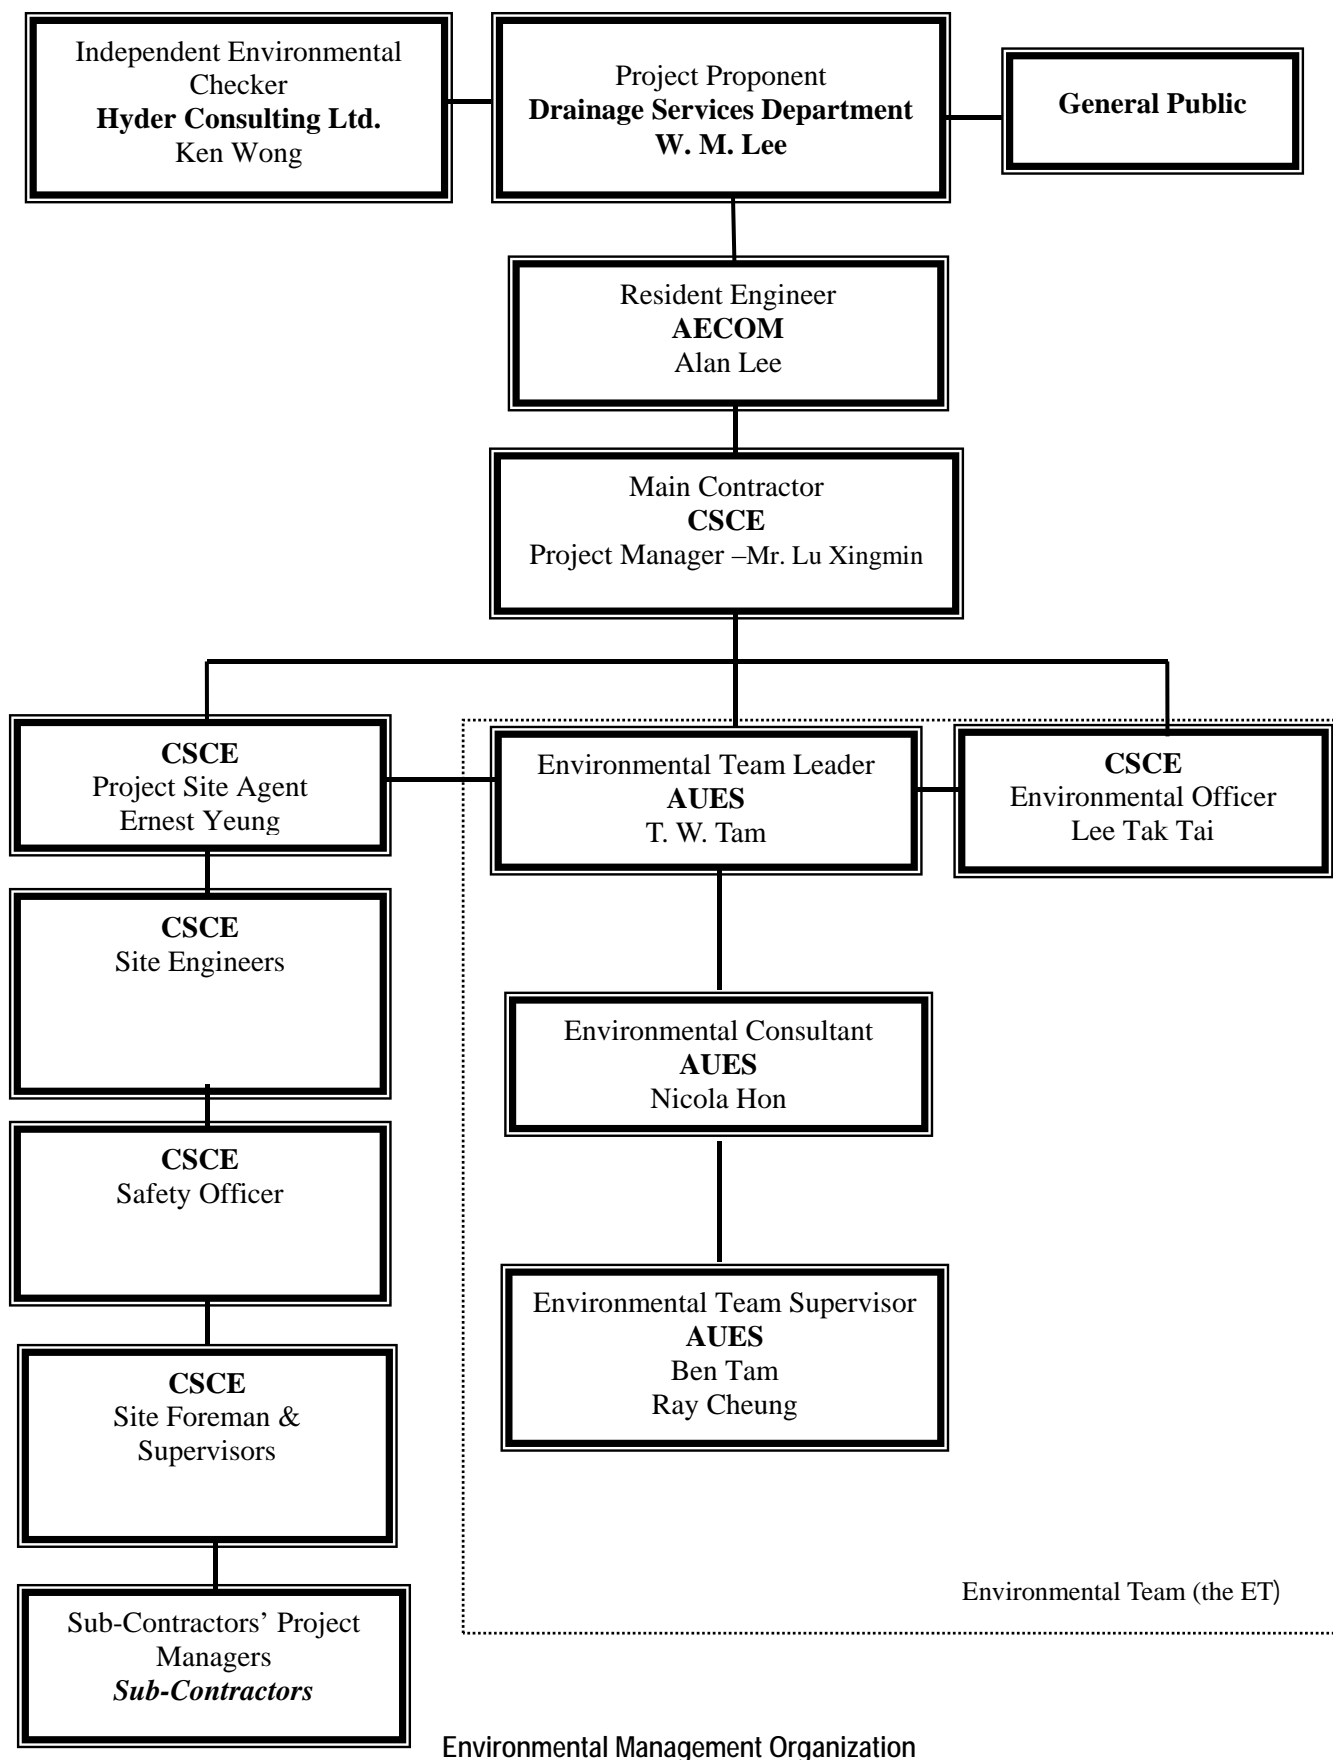 Independent Environmental
Checker
Hyder Consulting Ltd.
Ken Wong
Project Proponent
Drainage Services Department
W. M. Lee
General Public
Resident Engineer
AECOM
Alan Lee
Main Contractor
CSCE
Project Manager –Mr. Lu Xingmin
CSCE
Project Site Agent
Ernest Yeung
Environmental Team Leader
AUES
T. W. Tam
CSCE
Environmental Officer
Lee Tak Tai
CSCE
Site Engineers
Environmental Consultant
AUES
Nicola Hon
CSCE
Safety Officer
Environmental Team Supervisor
AUES
Ben Tam
Ray Cheung
CSCE
Site Foreman &
Supervisors
Environmental Team (the ET)
Sub-Contractors’ Project
Managers
Sub-Contractors
Environmental Management Organization